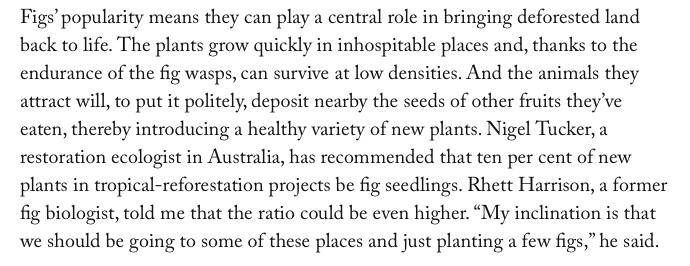 Figs’ popularity means they can play a central role in bringing deforested land
back to life. The plants grow quickly in inhospitable places and, thanks to the
endurance of the fig wasps, can survive at low densities. And the animals they
attract will, to put it politely, deposit nearby the seeds of other fruits they’ve
eaten, thereby introducing a healthy variety of new plants. Nigel Tucker, a
restoration ecologist in Australia, has recommended that ten per cent of new
plants in tropical-reforestation projects be fig seedlings. Rhett Harrison, a former
fig biologist, told me that the ratio could be even higher. “My inclination is that
we should be going to some of these places and just planting a few figs,” he said.